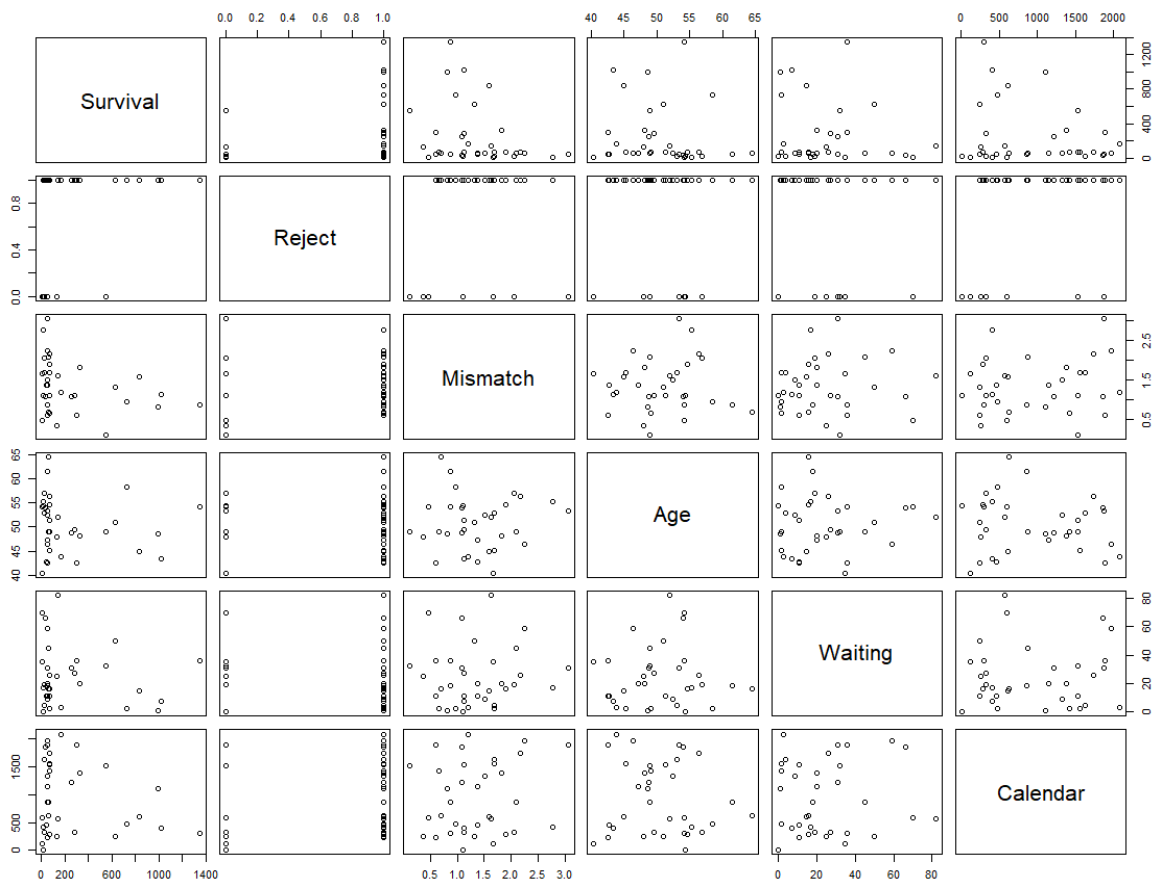 0.0 0.2 0.4 0.6 0.8 1.0
40 45 50 55 60 65
0 500 1000 1500 2000
Survival
0 400 800 1200
0.0 0.4 0.8
Reject
Mismatch
0.5 1.5 2.5
40 45 50 55 60 65
Age
Waiting
0 20 40 60 80
0 500 1500
Calendar
0 200 600 1000 1400
0.5 1.0 1.5 2.0 2.5 3.0
0 20 40 60 80